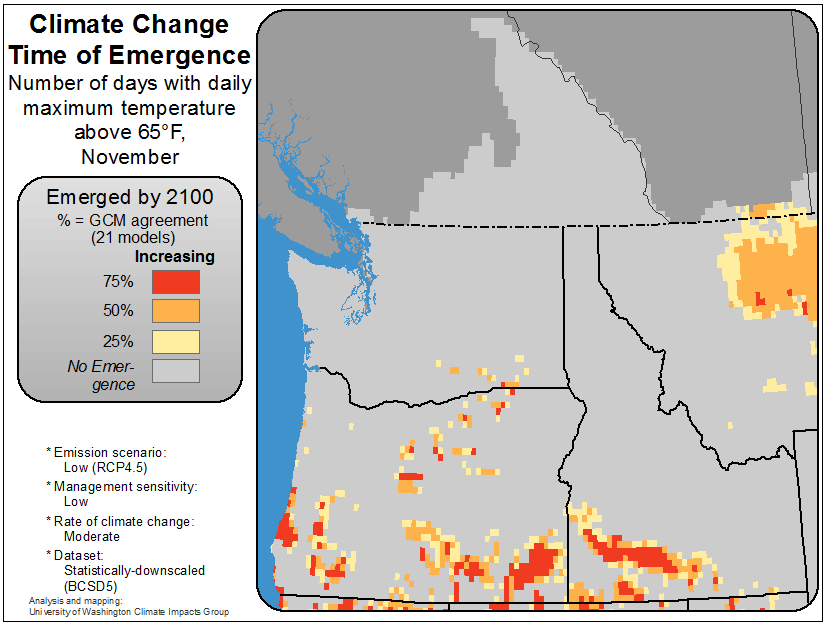 Climate Change
Time of Emergence
Number of days with daily
maximum temperature
above 65°F,
November
Emerged by 2100
% = GCM agreement
(21 models)
Increasing
75%
50%
25%
No Emer-
gence
* Emission scenario:
Low (RCP4.5)
* Management sensitivity:
Low
* Rate of climate change:
Moderate
* Dataset:
Statistically-downscaled
(BCSD5)
Analysis and mapping:
University of Washington Climate Impacts Group